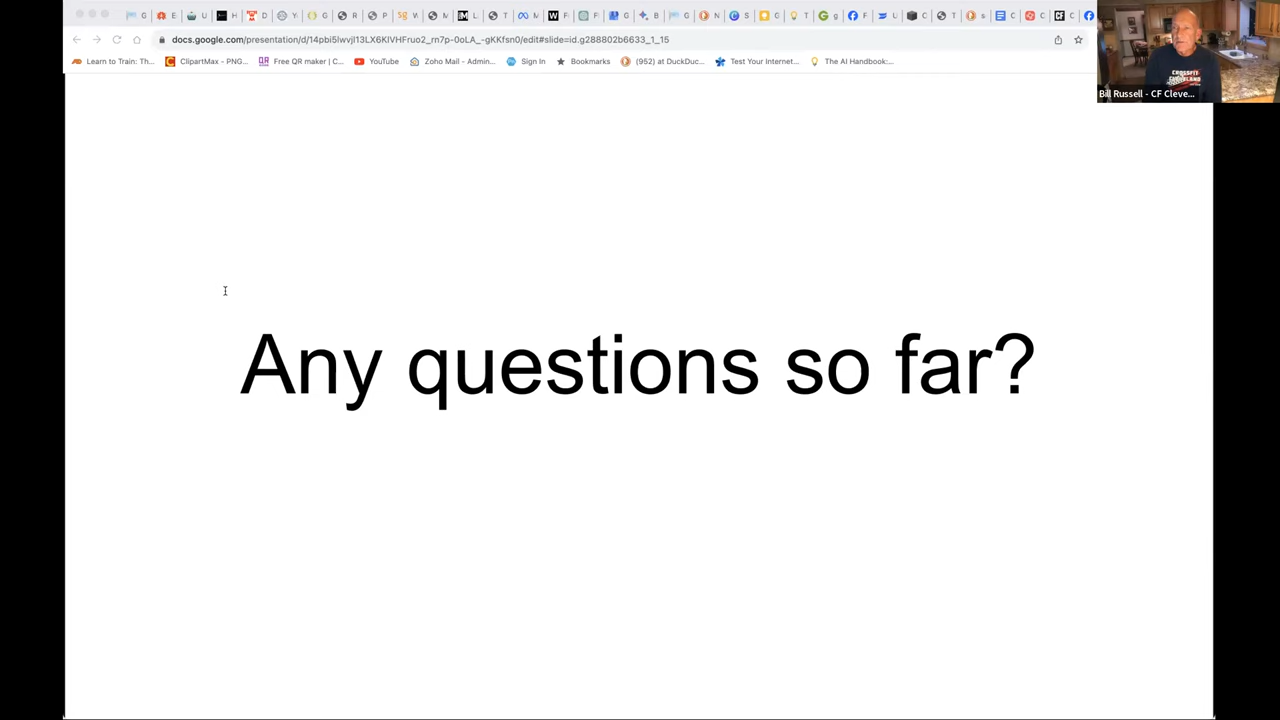 docs.google.com/presentation/d/14pbi5lwvjl13LX6KlVHFruo2_rn7p-0oLA_-gKKfsn0/edit#slide=id.g288802b6633_1_15
Learn to Train: Th... ClipartMax - PNG... Free QR maker | C... YouTube Zoho Mail - Admin... Sign In Bookmarks (952) at DuckDuc... Test Your Internet... The AI Handbook:...
CROSSFIT
Bill Russell - CF Cleve...
Any questions so far?